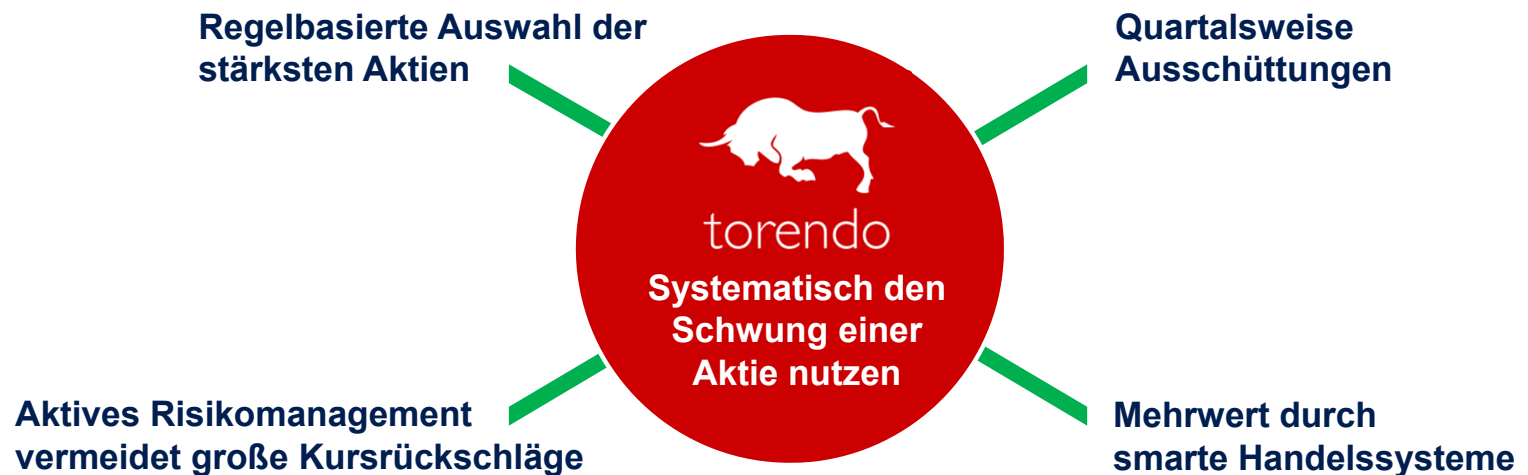 Regelbasierte Auswahl der
stärksten Aktien
Quartalsweise
Ausschüttungen
torendo
Systematisch den
Schwung einer
Aktie nutzen
Aktives Risikomanagement
vermeidet große Kursrückschläge
Mehrwert durch
smarte Handelssysteme